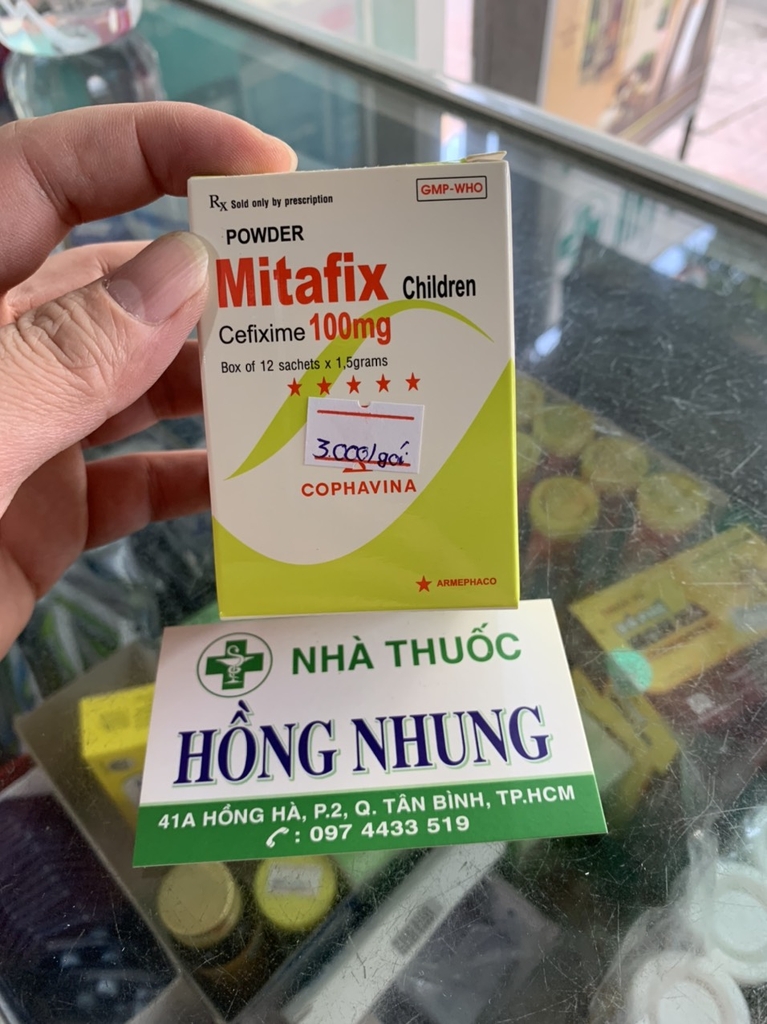 Rx Sold only by prescription
GMP-WHO
POWDER
Mitafix Children
Cefixime 100mg
Box of 12 sachets x 1,5grams
3.000/gói
COPHAVINA
ARMEPHACO
NHÀ THUỐC
HỒNG NHUNG
41A HỒNG HÀ, P.2, Q. TÂN BÌNH, TP.HCM
: 097 4433 519